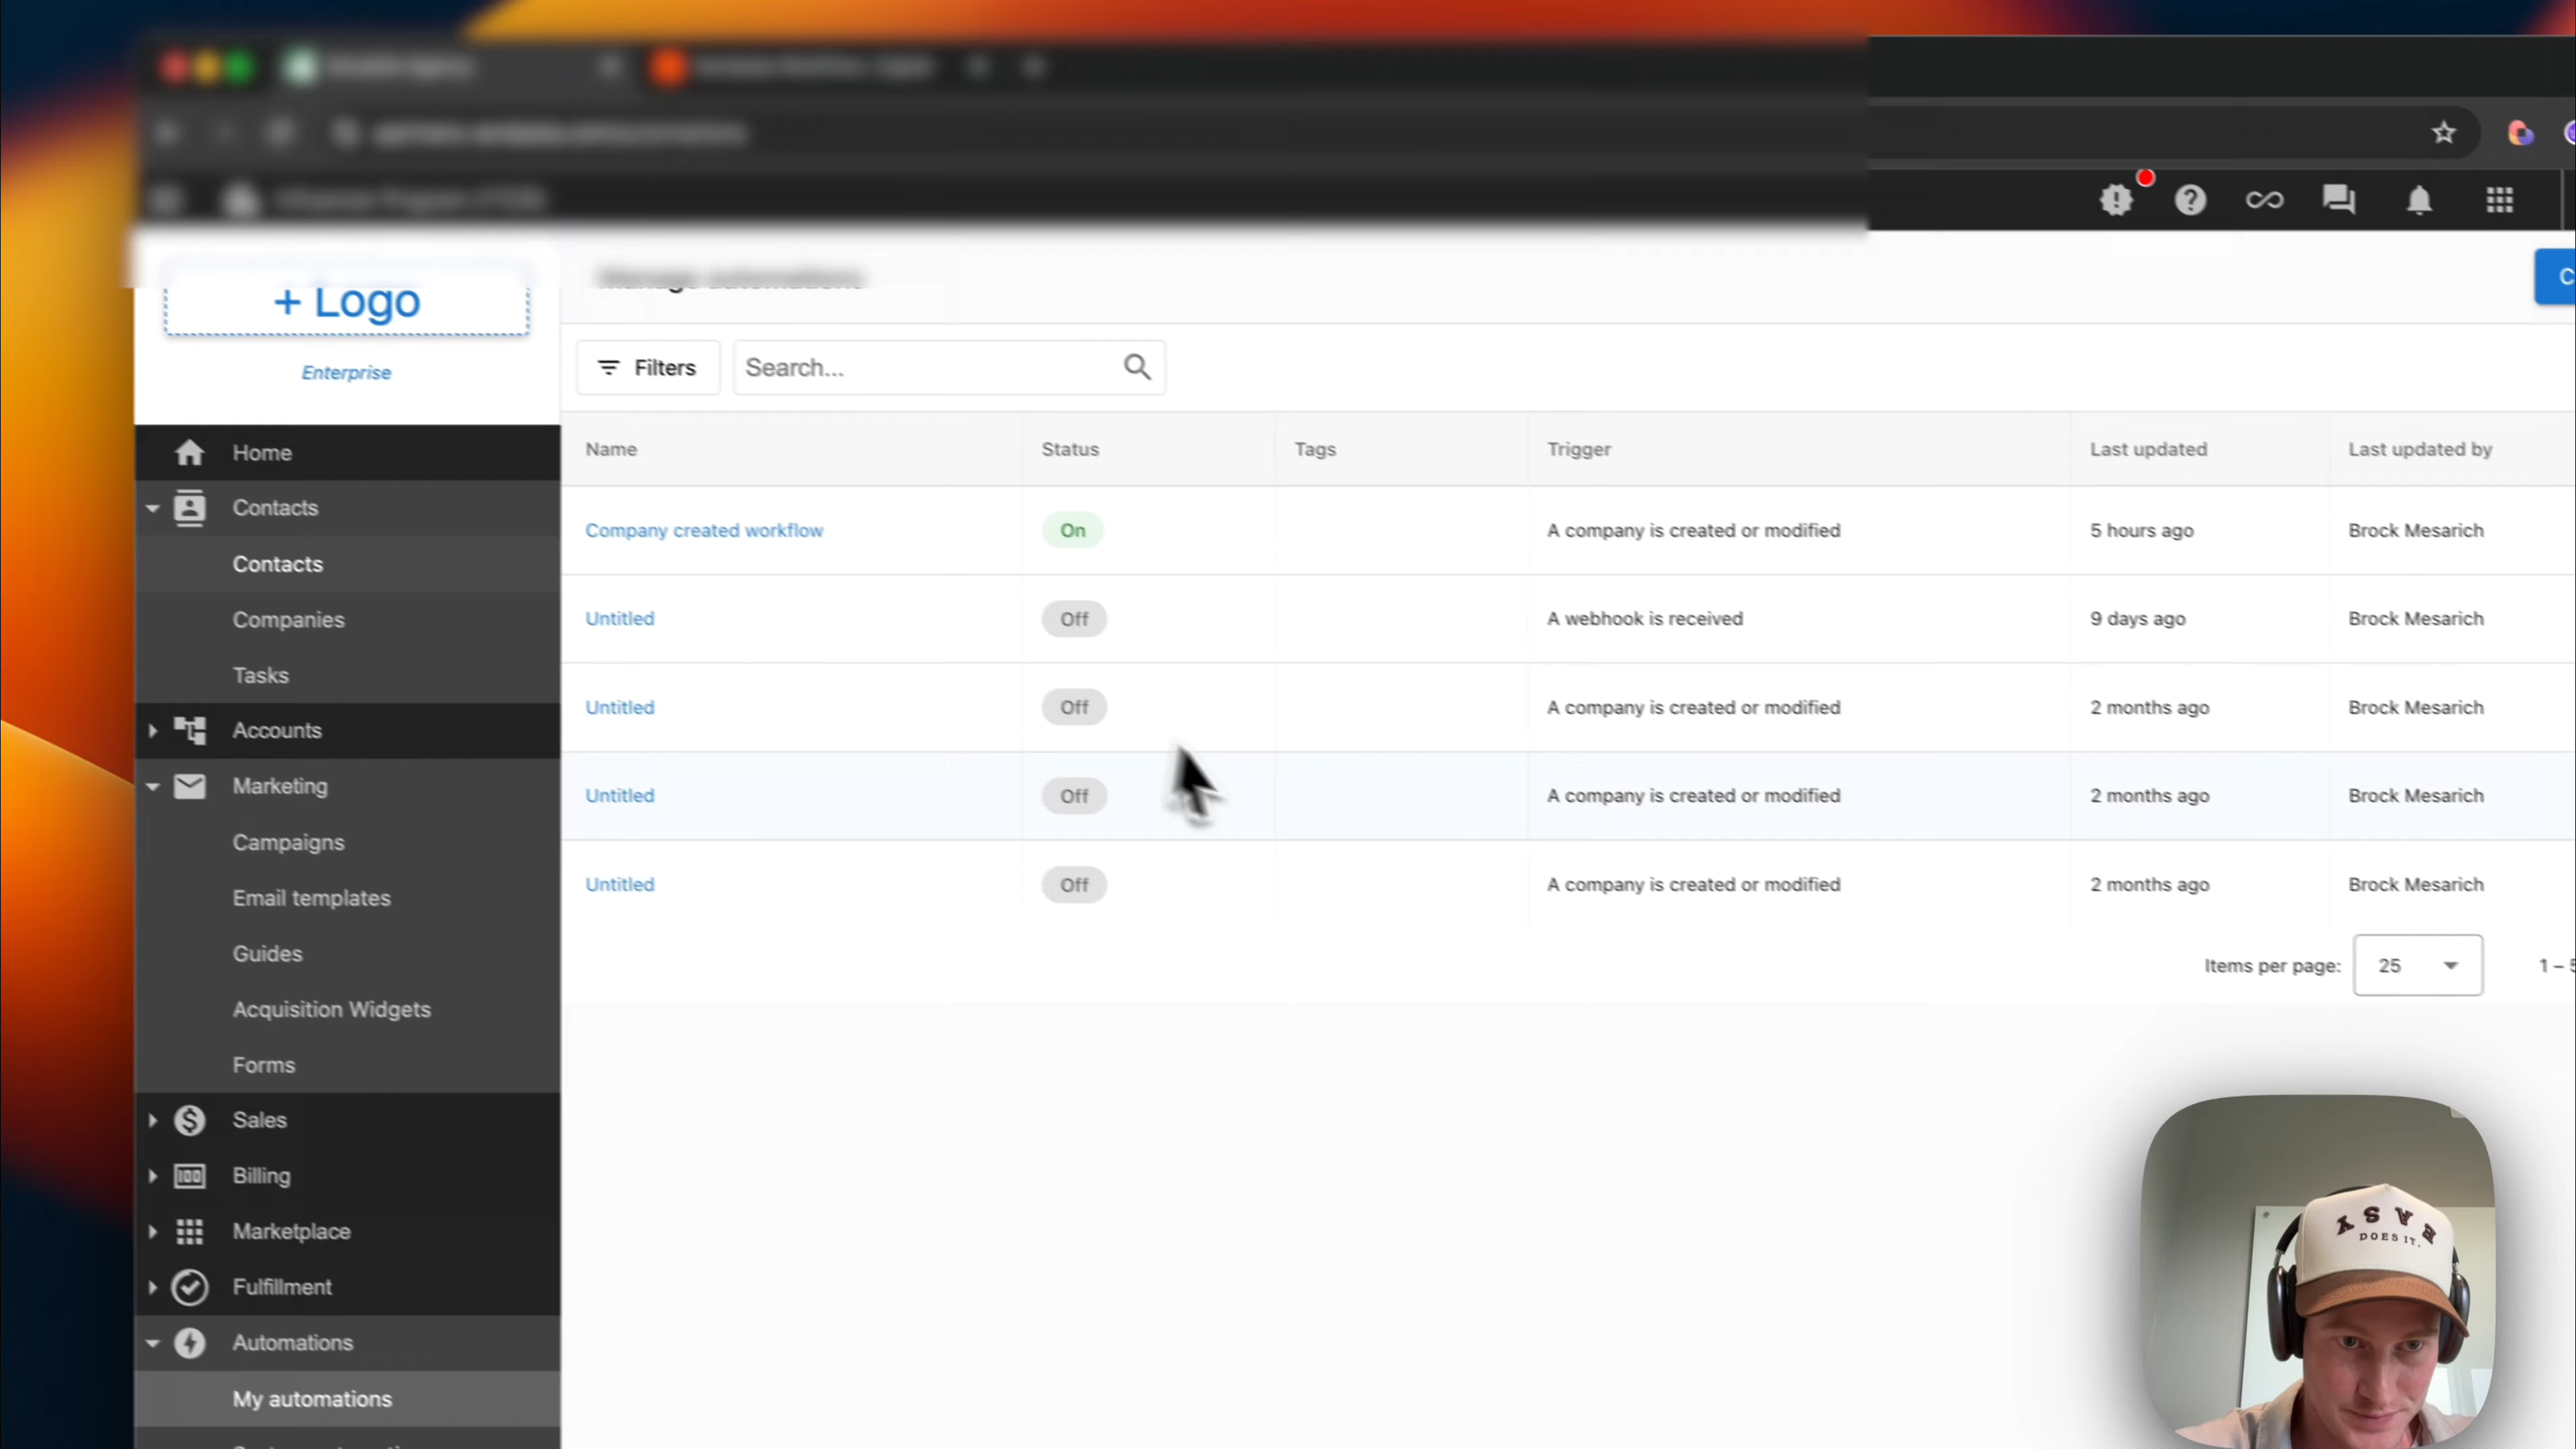 + Logo
Manage automations
Enterprise
Filters
Search...
Name
Status
Tags
Trigger
Last updated
Last updated by
Company created workflow
On
A company is created or modified
5 hours ago
Brock Mesarich
Untitled
Off
A webhook is received
9 days ago
Brock Mesarich
Untitled
Off
A company is created or modified
2 months ago
Brock Mesarich
Untitled
Off
A company is created or modified
2 months ago
Brock Mesarich
Untitled
Off
A company is created or modified
2 months ago
Brock Mesarich
Items per page:
25
Home
Contacts
Contacts
Companies
Tasks
Accounts
Marketing
Campaigns
Email templates
Guides
Acquisition Widgets
Forms
Sales
Billing
Marketplace
Fulfillment
Automations
My automations
DOES IT.